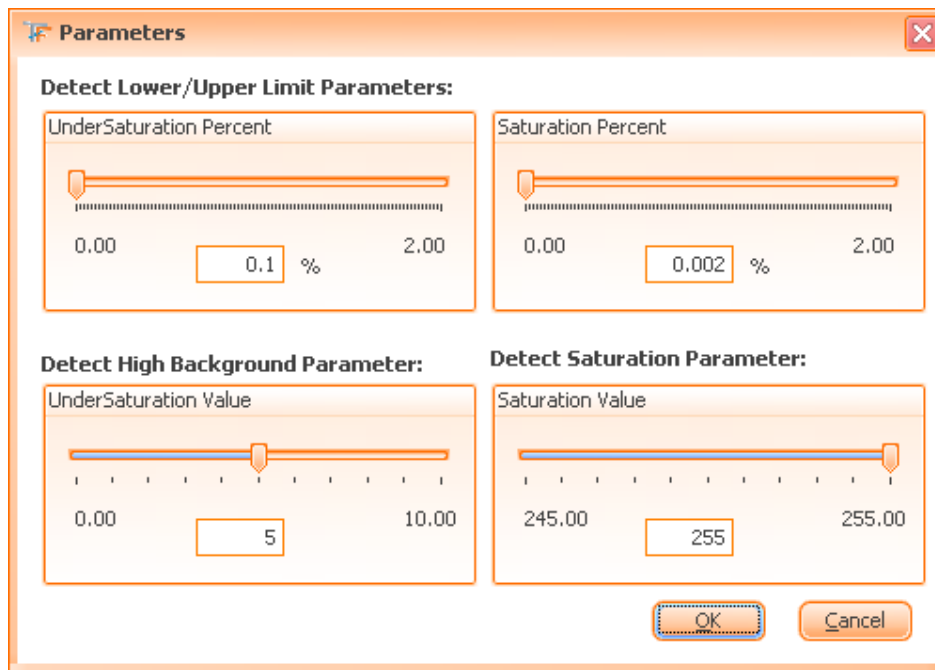 Parameters
Detect Lower/Upper Limit Parameters:
UnderSaturation Percent
0.00
2.00
0.1 %
Saturation Percent
0.00
2.00
0.002 %
Detect High Background Parameter:
UnderSaturation Value
0.00
10.00
5
Detect Saturation Parameter:
Saturation Value
245.00
255.00
255
OK
Cancel